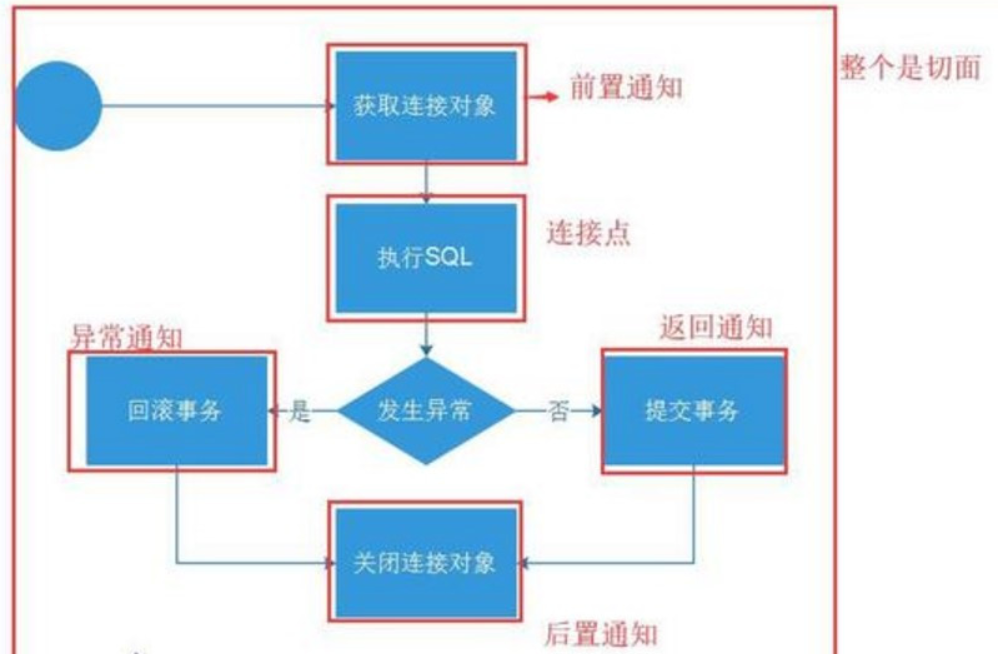 整个是切面
获取连接对象
前置通知
执行SQL
连接点
异常通知
返回通知
回滚事务
是
发生异常
否
提交事务
关闭连接对象
后置通知